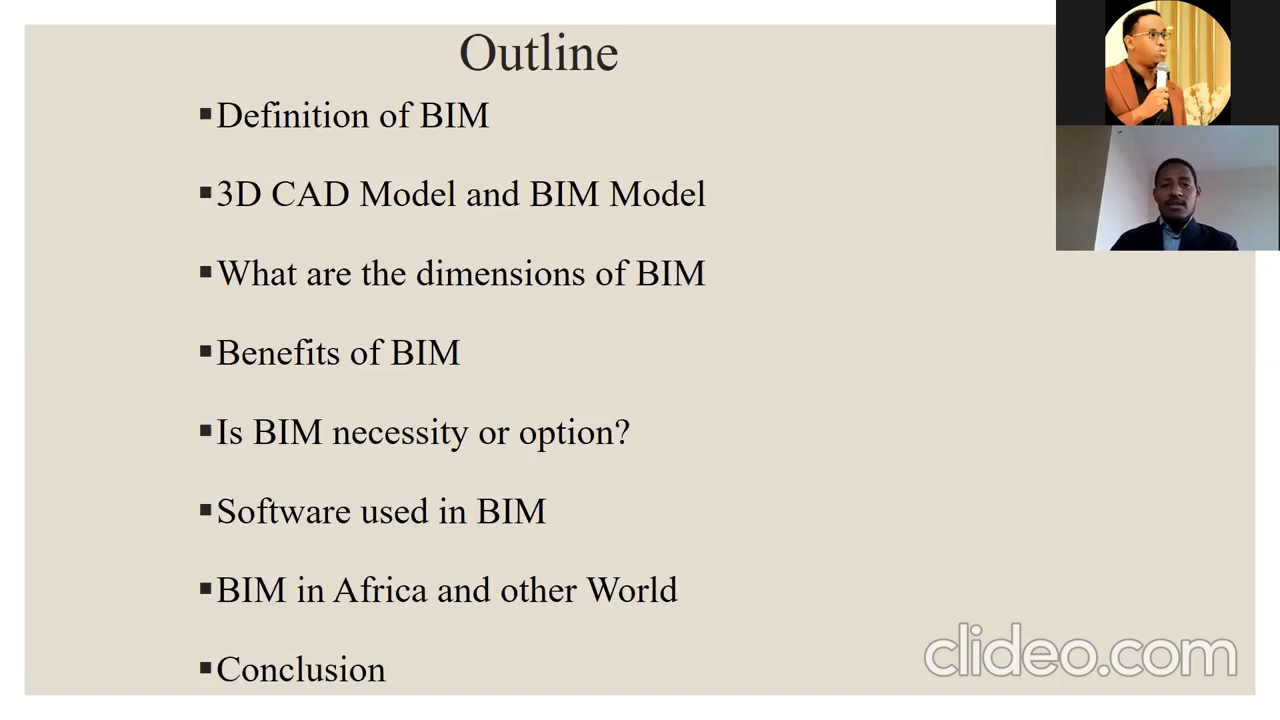 Outline
▪Definition of BIM
▪3D CAD Model and BIM Model
▪What are the dimensions of BIM
▪Benefits of BIM
▪Is BIM necessity or option?
▪Software used in BIM
▪BIM in Africa and other World
▪Conclusion
clideo.com